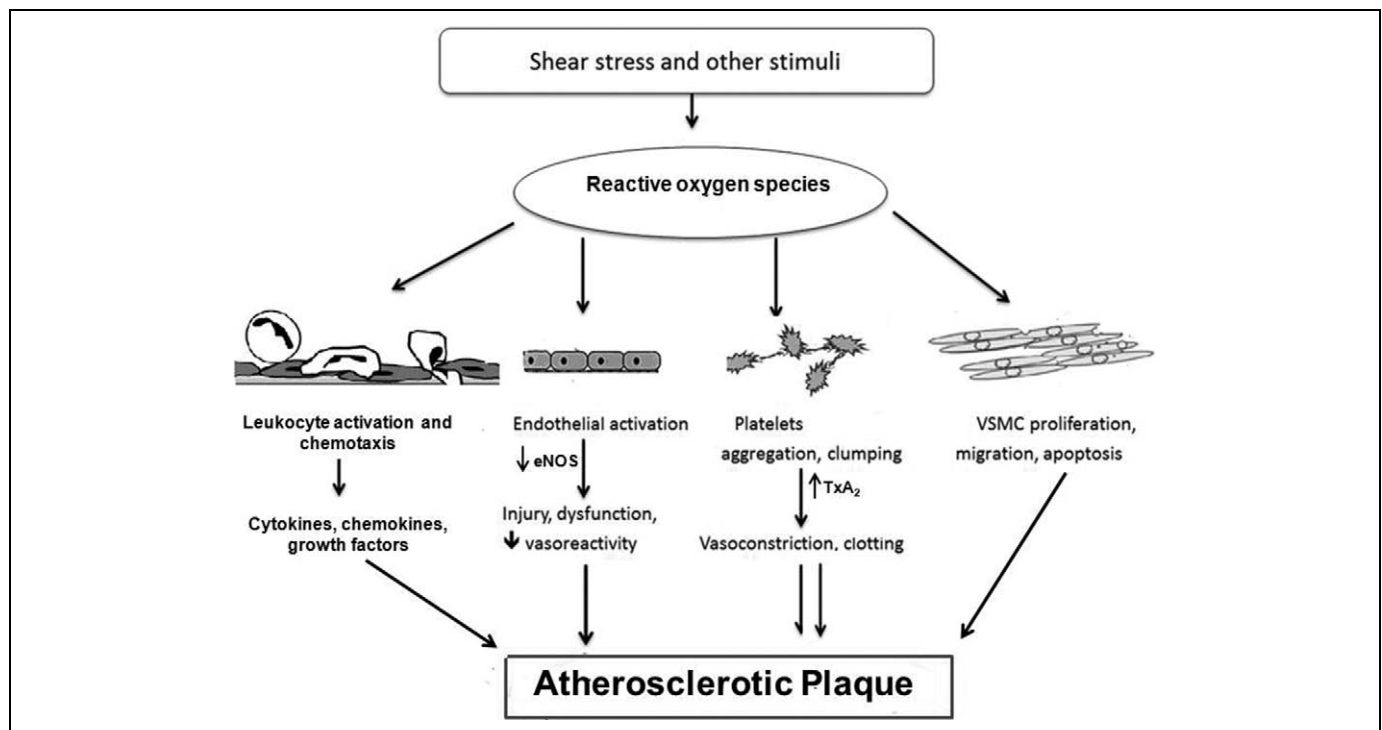 Shear stress and other stimuli
Reactive oxygen species
Leukocyte activation and
chemotaxis
Cytokines, chemokines,
growth factors
Endothelial activation
↓ eNOS
Injury, dysfunction,
↓ vasoreactivity
Platelets
aggregation, clumping
↑ TxA₂
Vasoconstriction, clotting
VSMC proliferation,
migration, apoptosis
Atherosclerotic Plaque